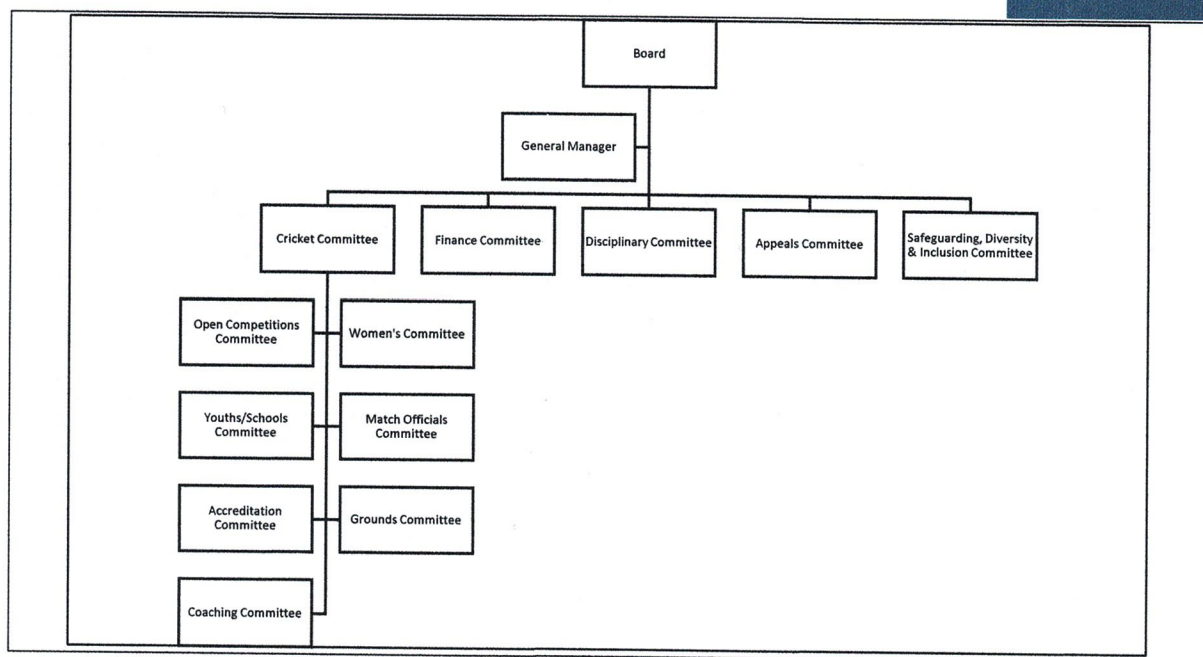 Board
General Manager
Cricket Committee
Finance Committee
Disciplinary Committee
Appeals Committee
Safeguarding, Diversity
& Inclusion Committee
Open Competitions
Committee
Women's Committee
Youths/Schools
Committee
Match Officials
Committee
Accreditation
Committee
Grounds Committee
Coaching Committee